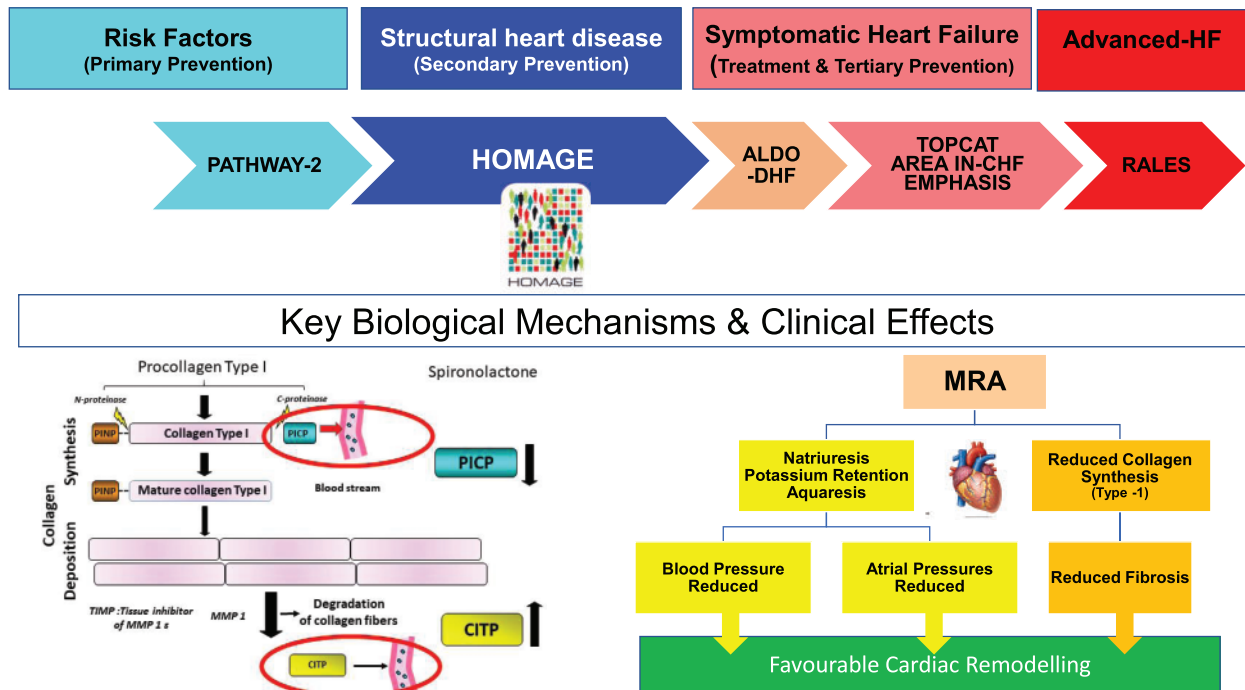 Risk Factors
(Primary Prevention)
Structural heart disease
(Secondary Prevention)
Symptomatic Heart Failure
(Treatment & Tertiary Prevention)
Advanced-HF
PATHWAY-2
HOMAGE
ALDO
-DHF
TOPCAT
AREA IN-CHF
EMPHASIS
RALES
HOMAGE
Key Biological Mechanisms & Clinical Effects
Procollagen Type I
Spironolactone
N-proteinase
C-proteinase
PINP
Collagen Type I
PICP
PICP
Blood stream
PINP
Mature collagen Type I
Collagen
Synthesis
Deposition
TIMP :Tissue inhibitor
of MMP 1 s
MMP 1
Degradation
of collagen fibers
CITP
CITP
MRA
Natriuresis
Potassium Retention
Aquaresis
Reduced Collagen
Synthesis
(Type -1)
Blood Pressure
Reduced
Atrial Pressures
Reduced
Reduced Fibrosis
Favourable Cardiac Remodelling